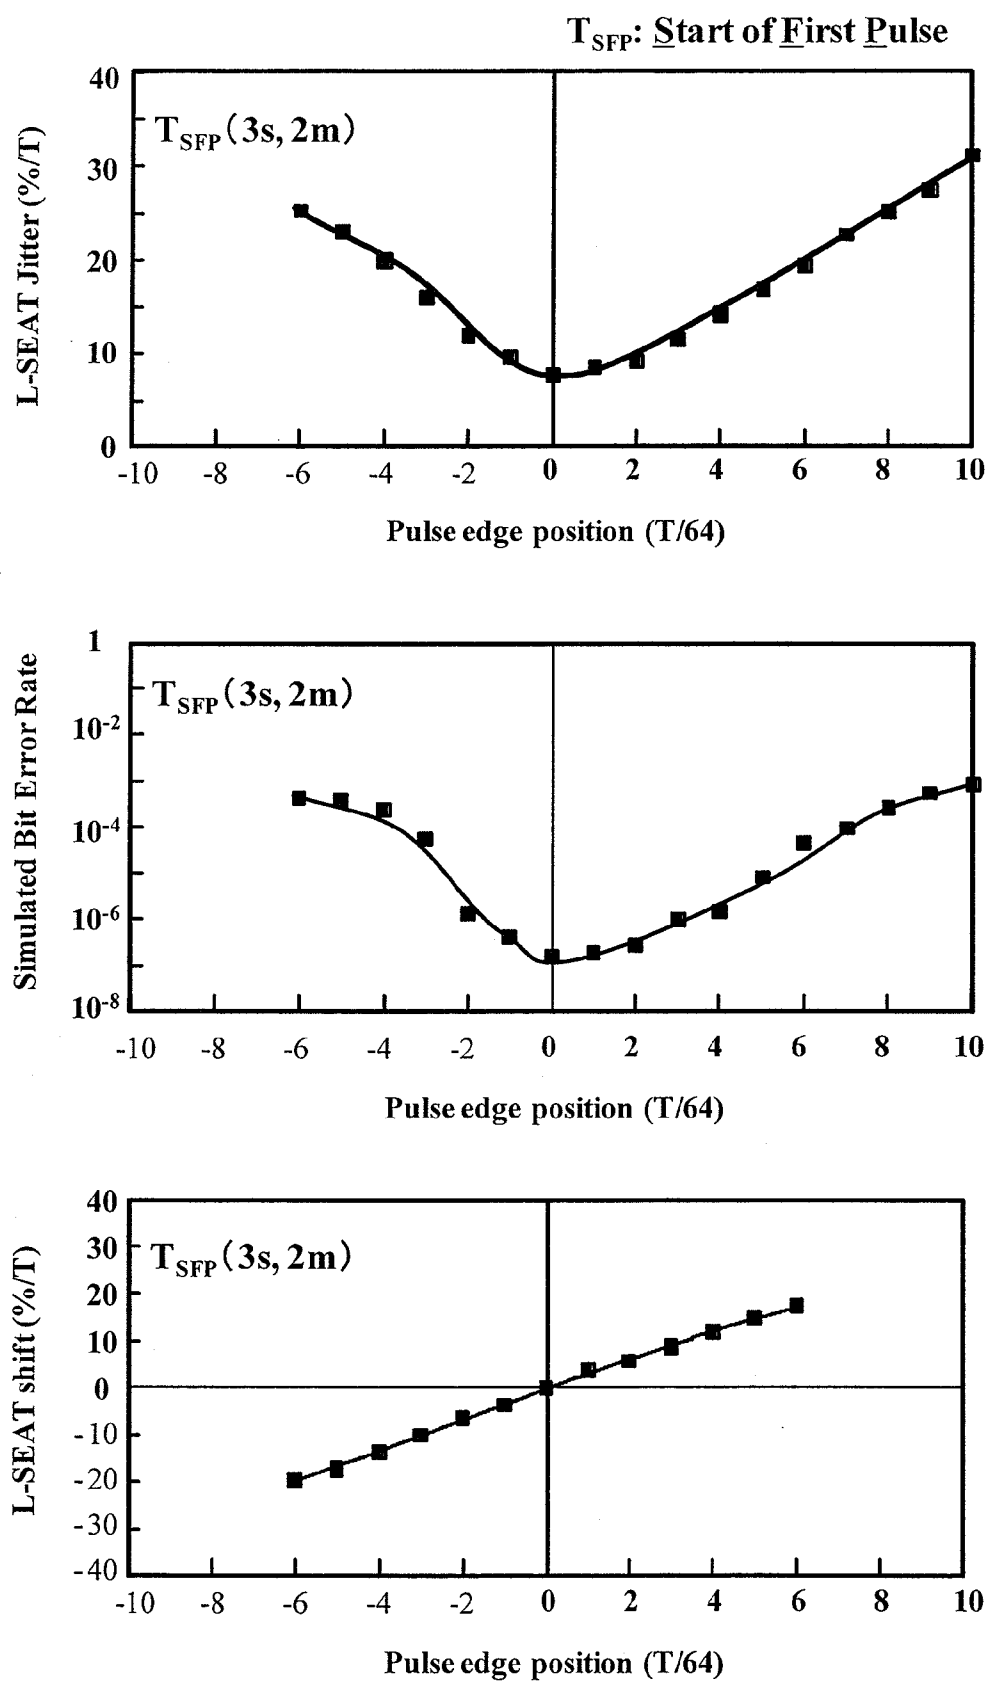 T_SFP: Start of First Pulse
40
30
20
10
0
L-SEAT Jitter (%/T)
T_SFP (3s, 2m)
-10 -8 -6 -4 -2 0 2 4 6 8 10
Pulse edge position (T/64)
1
10^-2
10^-4
10^-6
10^-8
Simulated Bit Error Rate
T_SFP (3s, 2m)
-10 -8 -6 -4 -2 0 2 4 6 8 10
Pulse edge position (T/64)
40
30
20
10
0
-10
-20
-30
-40
L-SEAT shift (%/T)
T_SFP (3s, 2m)
-10 -8 -6 -4 -2 0 2 4 6 8 10
Pulse edge position (T/64)